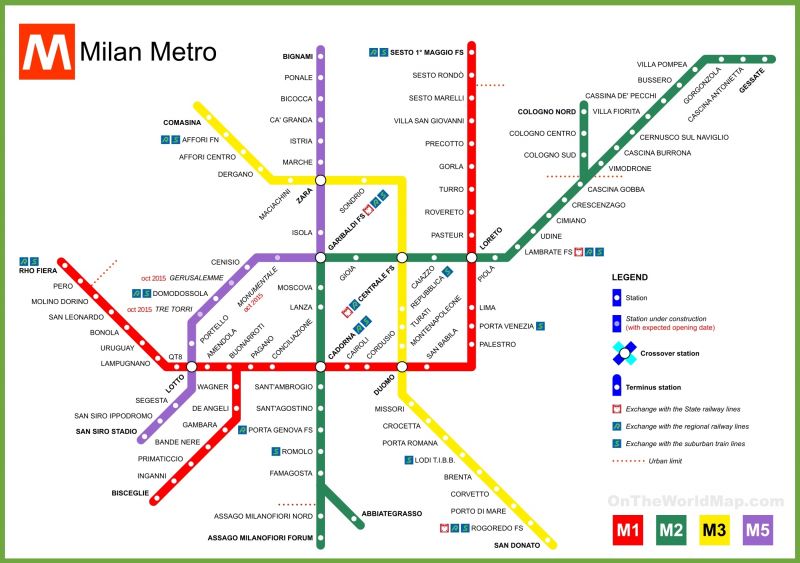 M Milan Metro
BIGNAMI
PONALE
BICOCCA
CA' GRANDA
ISTRIA
MARCHE
ZARA
ISOLA
GARIBALDI FS
COMASINA
AFFORI FN
AFFORI CENTRO
DERGANO
MACIACHINI
SONDRIO
SESTO 1° MAGGIO FS
SESTO RONDÒ
SESTO MARELLI
VILLA SAN GIOVANNI
PRECOTTO
GORLA
TURRO
ROVERETO
PASTEUR
LORETO
VILLA POMPEA
BUSSERO
CASSINA DE' PECCHI
VILLA FIORITA
GORGONZOLA
CASCINA ANTONIETTA
GESSATE
COLOGNO NORD
COLOGNO CENTRO
COLOGNO SUD
CERNUSCO SUL NAVIGLIO
CASCINA BURRONA
VIMODRONE
CASCINA GOBBA
CRESCENZAGO
CIMIANO
UDINE
LAMBRATE FS
PIOLA
RHO FIERA
PERO
MOLINO DORINO
SAN LEONARDO
BONOLA
URUGUAY
LAMPUGNANO
QT8
LOTTO
CENISIO
oct 2015 GERUSALEMME
DOMODOSSOLA
oct 2015 TRE TORRI
MONUMENTALE
oct 2015
PORTELLO
AMENDOLA
BUONARROTI
PAGANO
CONCILIAZIONE
MOSCOVA
LANZA
CADORNA
CAIROLI
CORDUSIO
DUOMO
GIOIA
CENTRALE FS
CAIAZZO
REPUBBLICA
TURATI
MONTENAPOLEONE
SAN BABILA
LIMA
PORTA VENEZIA
PALESTRO
SEGESTA
SAN SIRO IPPODROMO
SAN SIRO STADIO
WAGNER
DE ANGELI
GAMBARA
BANDE NERE
PRIMATICCIO
INGANNI
BISCEGLIE
SANT'AMBROGIO
SANT'AGOSTINO
PORTA GENOVA FS
ROMOLO
FAMAGOSTA
ASSAGO MILANOFIORI NORD
ASSAGO MILANOFIORI FORUM
ABBIATEGRASSO
MISSORI
CROCETTA
PORTA ROMANA
LODI T.I.B.B.
BRENTA
CORVETTO
PORTO DI MARE
ROGOREDO FS
SAN DONATO
LEGEND
Station
Station under construction
(with expected opening date)
Crossover station
Terminus station
Exchange with the State railway lines
R Exchange with the regional railway lines
S Exchange with the suburban train lines
Urban limit
OnTheWorldMap.com
M1 M2 M3 M5